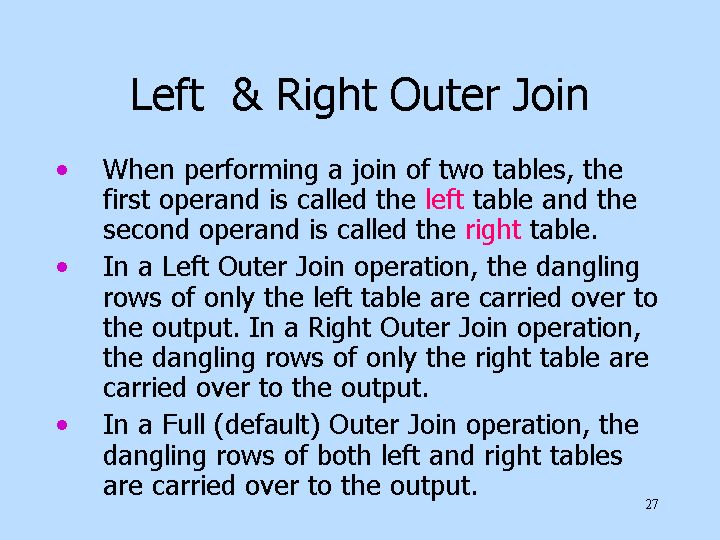 Left & Right Outer Join
• When performing a join of two tables, the
first operand is called the left table and the
second operand is called the right table.
• In a Left Outer Join operation, the dangling
rows of only the left table are carried over to
the output. In a Right Outer Join operation,
the dangling rows of only the right table are
carried over to the output.
• In a Full (default) Outer Join operation, the
dangling rows of both left and right tables
are carried over to the output.
27